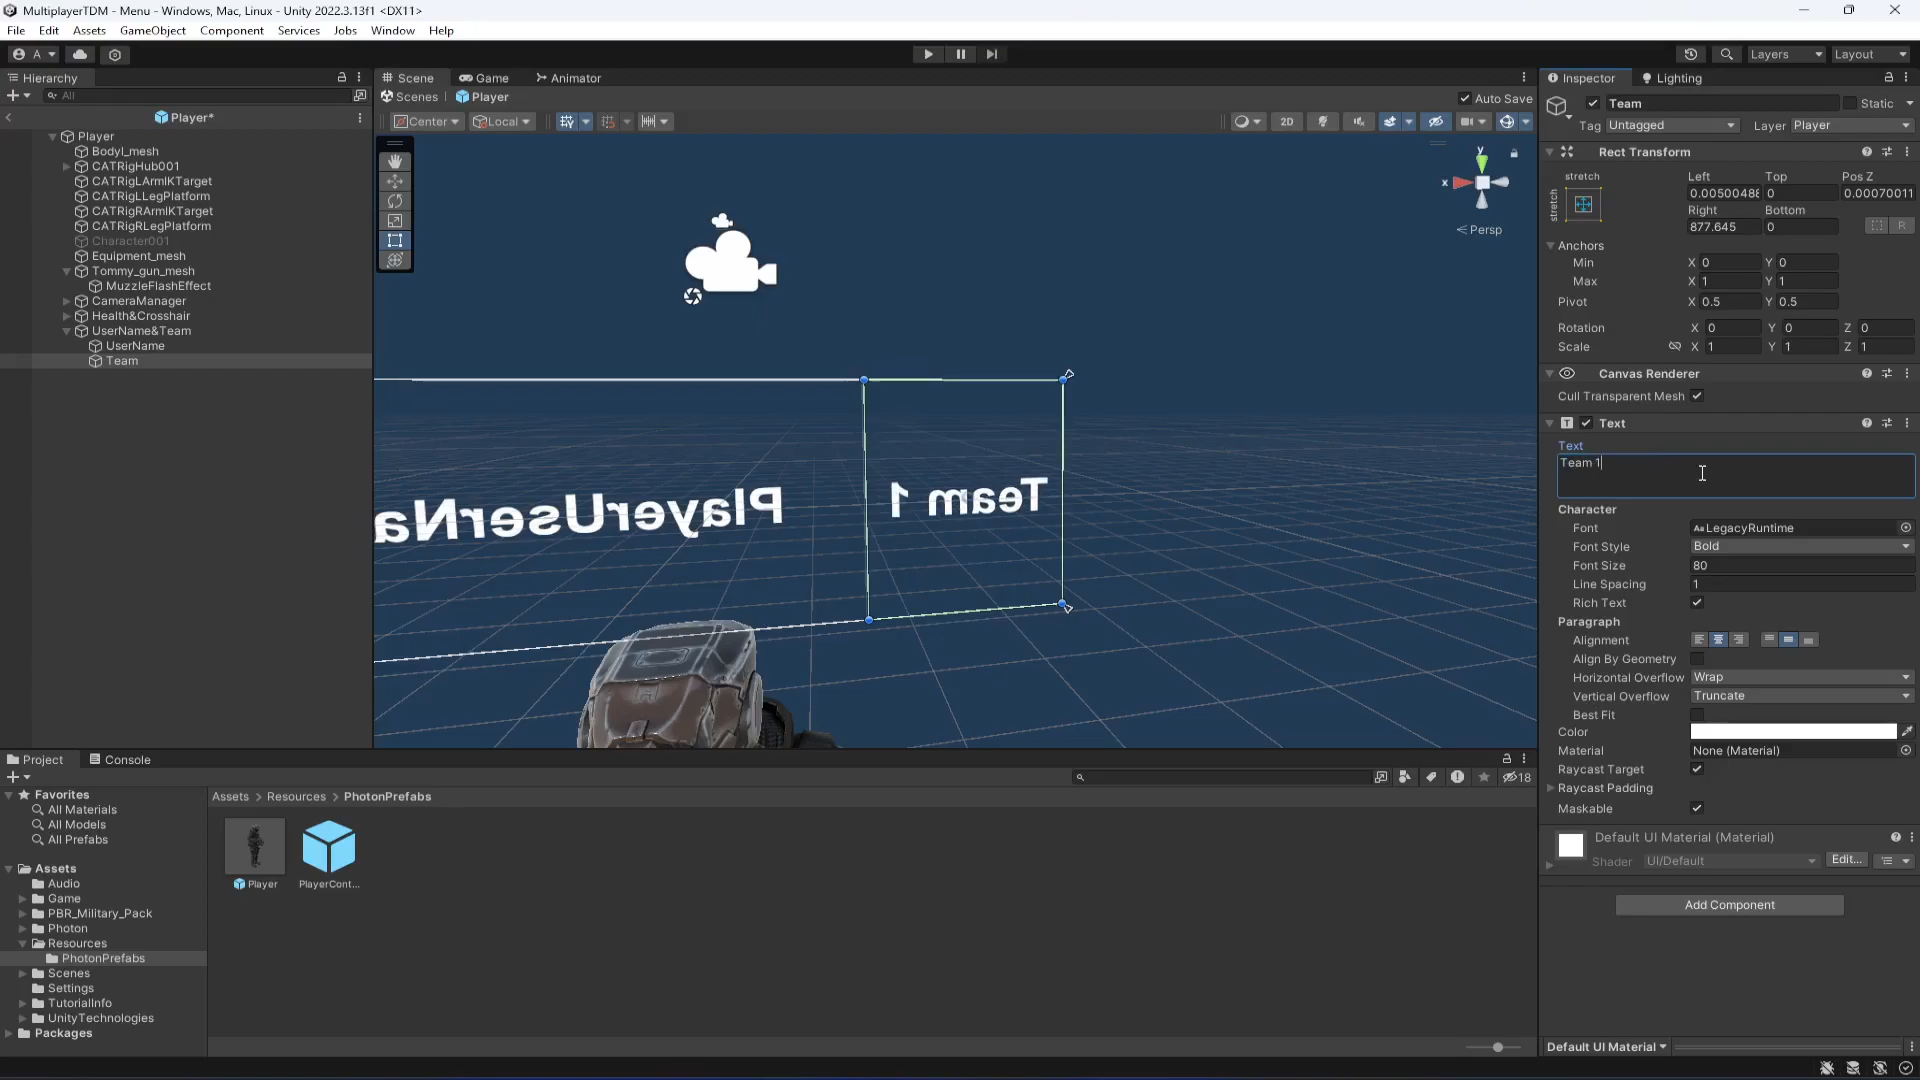 MultiplayerTDM - Menu - Windows, Mac, Linux - Unity 2022.3.13f1 <DX11>
File Edit Assets GameObject Component Services Jobs Window Help
A Layers Layout
Hierarchy Scene Game Animator Inspector Lighting
All Scenes Player Auto Save Team Static
Player* Center Local 2D Tag Untagged Layer Player
Player
Bodyl_mesh
CATRigHub001
CATRigLArmIKTarget
CATRigLLegPlatform
CATRigRArmIKTarget
CATRigRLegPlatform
Character001
Equipment_mesh
Tommy_gun_mesh
MuzzleFlashEffect
CameraManager
Health&Crosshair
UserName&Team
UserName
Team
y
x
Persp
PlayerUserNa
Team 1
Rect Transform
stretch Left Top Pos Z
stretch 0.00500488 0 0.00070011
Right Bottom
877.645 0 R
Anchors
Min X 0 Y 0
Max X 1 Y 1
Pivot X 0.5 Y 0.5
Rotation X 0 Y 0 Z 0
Scale X 1 Y 1 Z 1
Canvas Renderer
Cull Transparent Mesh
Text
Text
Team 1
Character
Font LegacyRuntime
Font Style Bold
Font Size 80
Line Spacing 1
Rich Text
Paragraph
Alignment
Align By Geometry
Horizontal Overflow Wrap
Vertical Overflow Truncate
Best Fit
Color
Material None (Material)
Raycast Target
Raycast Padding
Maskable
Default UI Material (Material)
Shader UI/Default Edit...
Add Component
Default UI Material
Project Console
18
Favorites
All Materials
All Models
All Prefabs
Assets
Audio
Game
PBR_Military_Pack
Photon
Resources
PhotonPrefabs
Scenes
Settings
TutorialInfo
UnityTechnologies
Packages
Assets > Resources > PhotonPrefabs
Player PlayerCont...